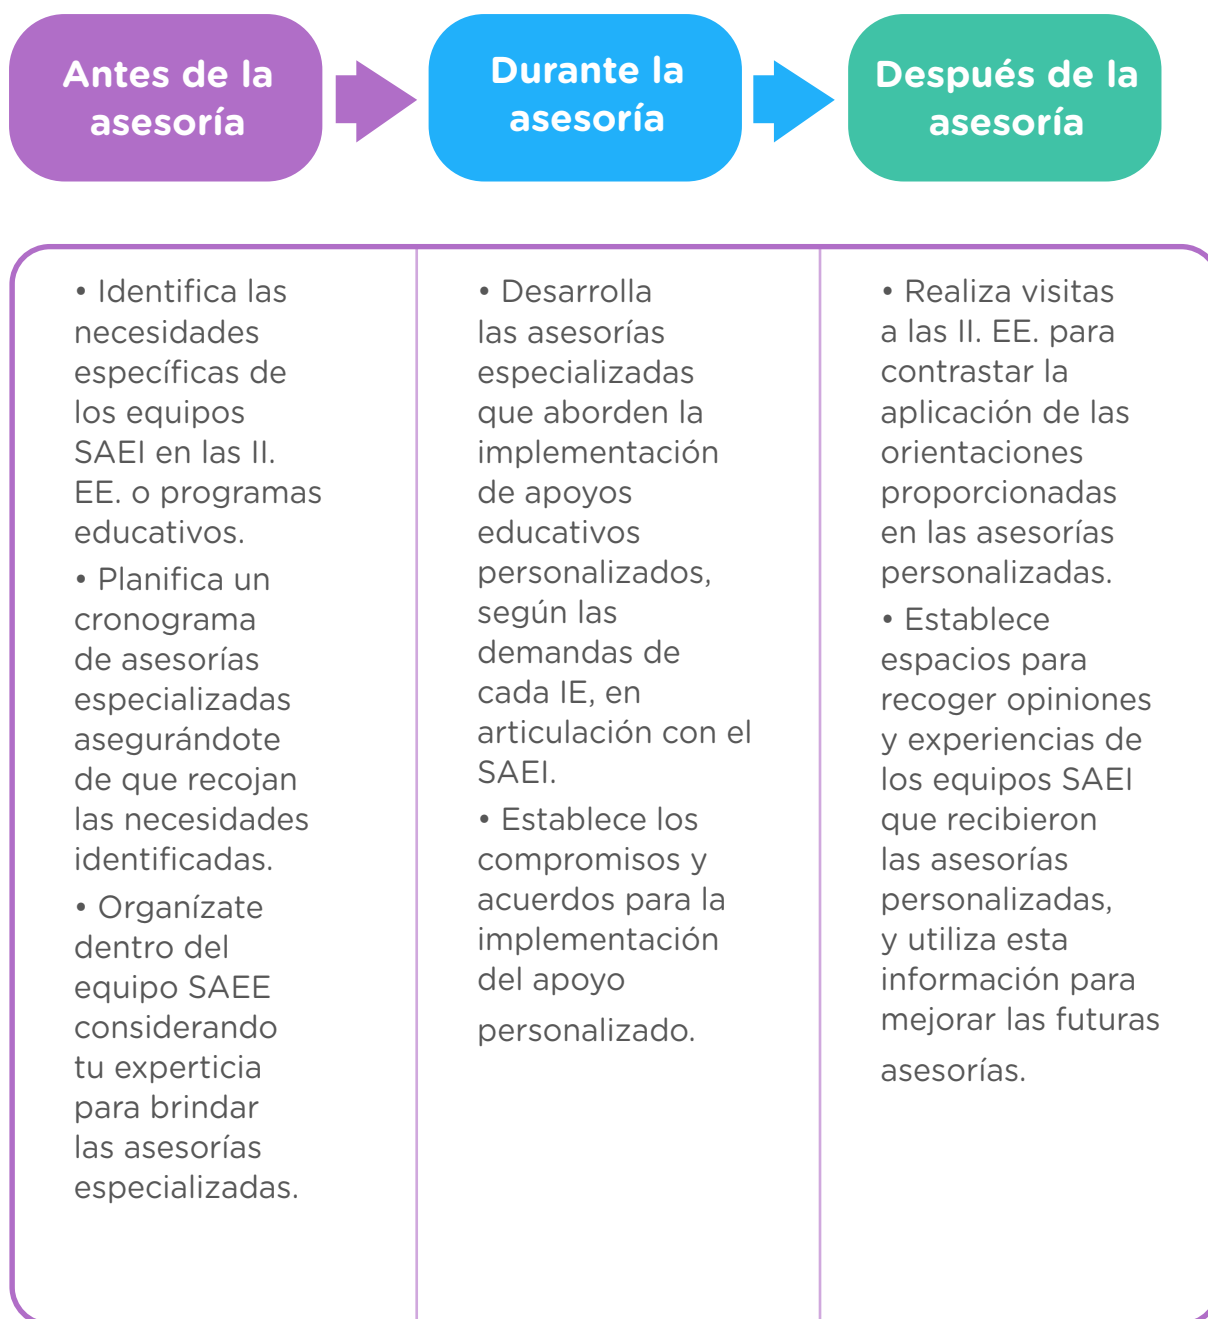 Antes de la
asesoría
Durante la
asesoría
Después de la
asesoría
• Identifica las
necesidades
específicas de
los equipos
SAEI en las II.
EE. o programas
educativos.
• Planifica un
cronograma
de asesorías
especializadas
asegurándote
de que recojan
las necesidades
identificadas.
• Organízate
dentro del
equipo SAEE
considerando
tu experticia
para brindar
las asesorías
especializadas.
• Desarrolla
las asesorías
especializadas
que aborden la
implementación
de apoyos
educativos
personalizados,
según las
demandas de
cada IE, en
articulación con el
SAEI.
• Establece los
compromisos y
acuerdos para la
implementación
del apoyo
personalizado.
• Realiza visitas
a las II. EE. para
contrastar la
aplicación de las
orientaciones
proporcionadas
en las asesorías
personalizadas.
• Establece
espacios para
recoger opiniones
y experiencias de
los equipos SAEI
que recibieron
las asesorías
personalizadas,
y utiliza esta
información para
mejorar las futuras
asesorías.